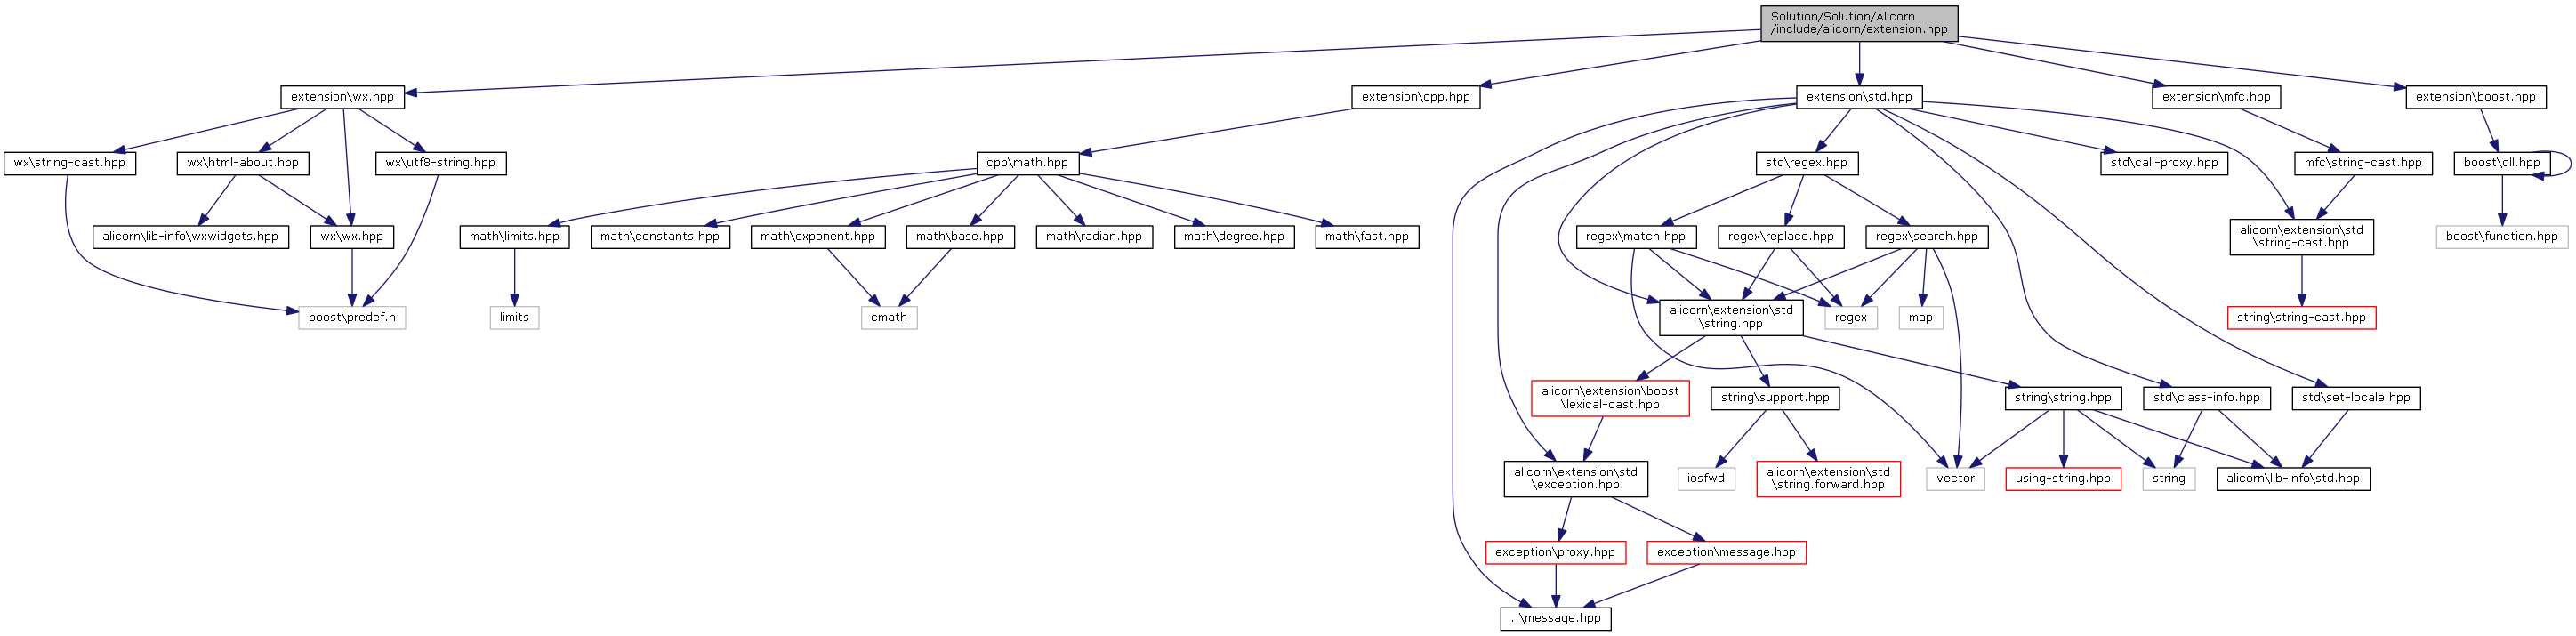 Solution/Solution/Alicorn
/include/alicorn/extension.hpp
extension\wx.hpp
extension\cpp.hpp
extension\std.hpp
extension\mfc.hpp
extension\boost.hpp
wx\string-cast.hpp
wx\html-about.hpp
wx\utf8-string.hpp
cpp\math.hpp
std\regex.hpp
std\call-proxy.hpp
mfc\string-cast.hpp
boost\dll.hpp
alicorn\lib-info\wxwidgets.hpp
wx\wx.hpp
math\limits.hpp
math\constants.hpp
math\exponent.hpp
math\base.hpp
math\radian.hpp
math\degree.hpp
math\fast.hpp
regex\match.hpp
regex\replace.hpp
regex\search.hpp
alicorn\extension\std
\string-cast.hpp
boost\function.hpp
boost\predef.h
limits
cmath
alicorn\extension\std
\string.hpp
regex
map
string\string-cast.hpp
alicorn\extension\boost
\lexical-cast.hpp
string\support.hpp
string\string.hpp
std\class-info.hpp
std\set-locale.hpp
alicorn\extension\std
\exception.hpp
iosfwd
alicorn\extension\std
\string.forward.hpp
vector
using-string.hpp
string
alicorn\lib-info\std.hpp
exception\proxy.hpp
exception\message.hpp
..\message.hpp